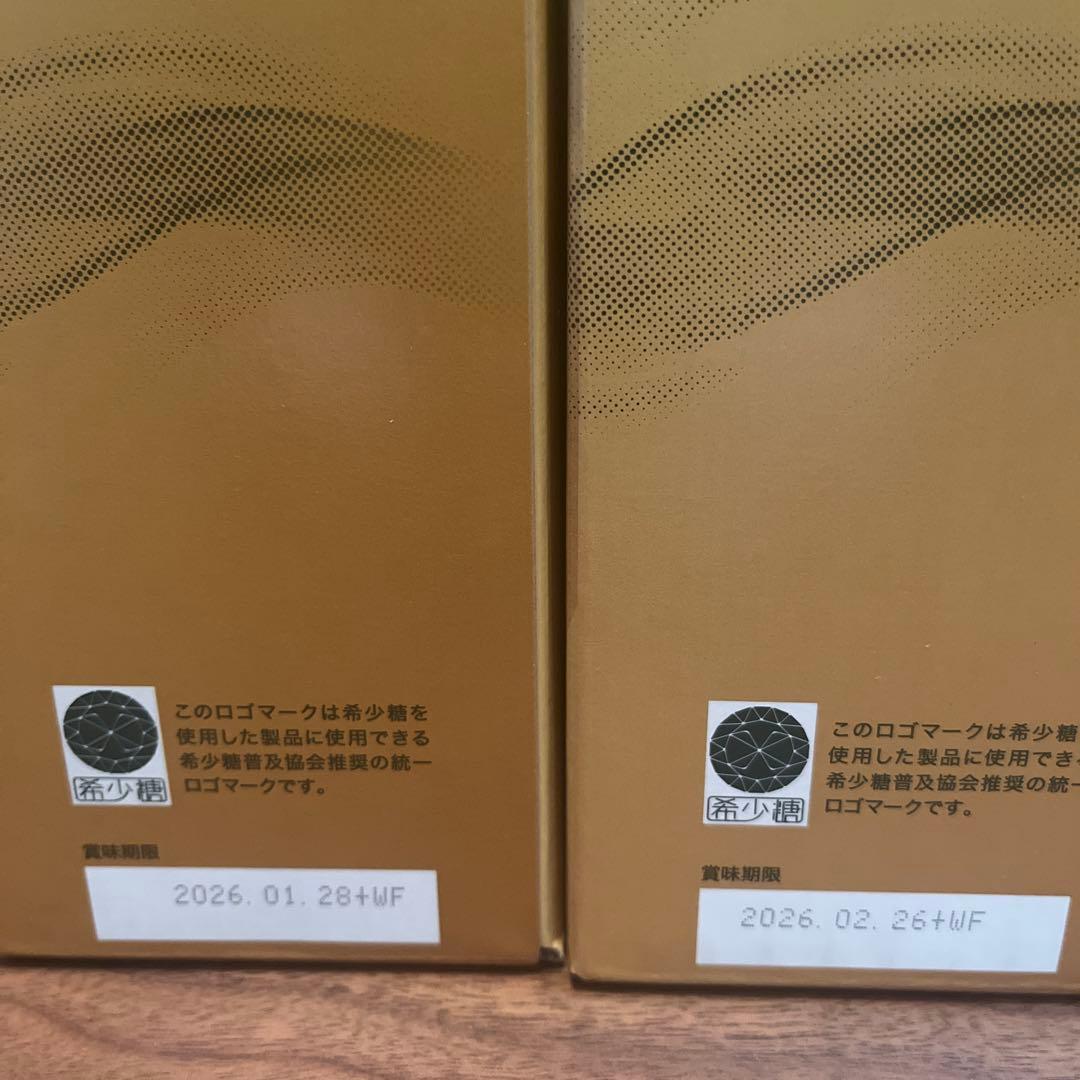 このロゴマークは希少糖を
使用した製品に使用できる
希少糖普及協会推奨の統一
ロゴマークです。
希少糖
賞味期限
2026.01.28+WF
このロゴマークは希少糖
使用した製品に使用でき
希少糖普及協会推奨の統一
ロゴマークです。
希少糖
賞味期限
2026.02.26+WF